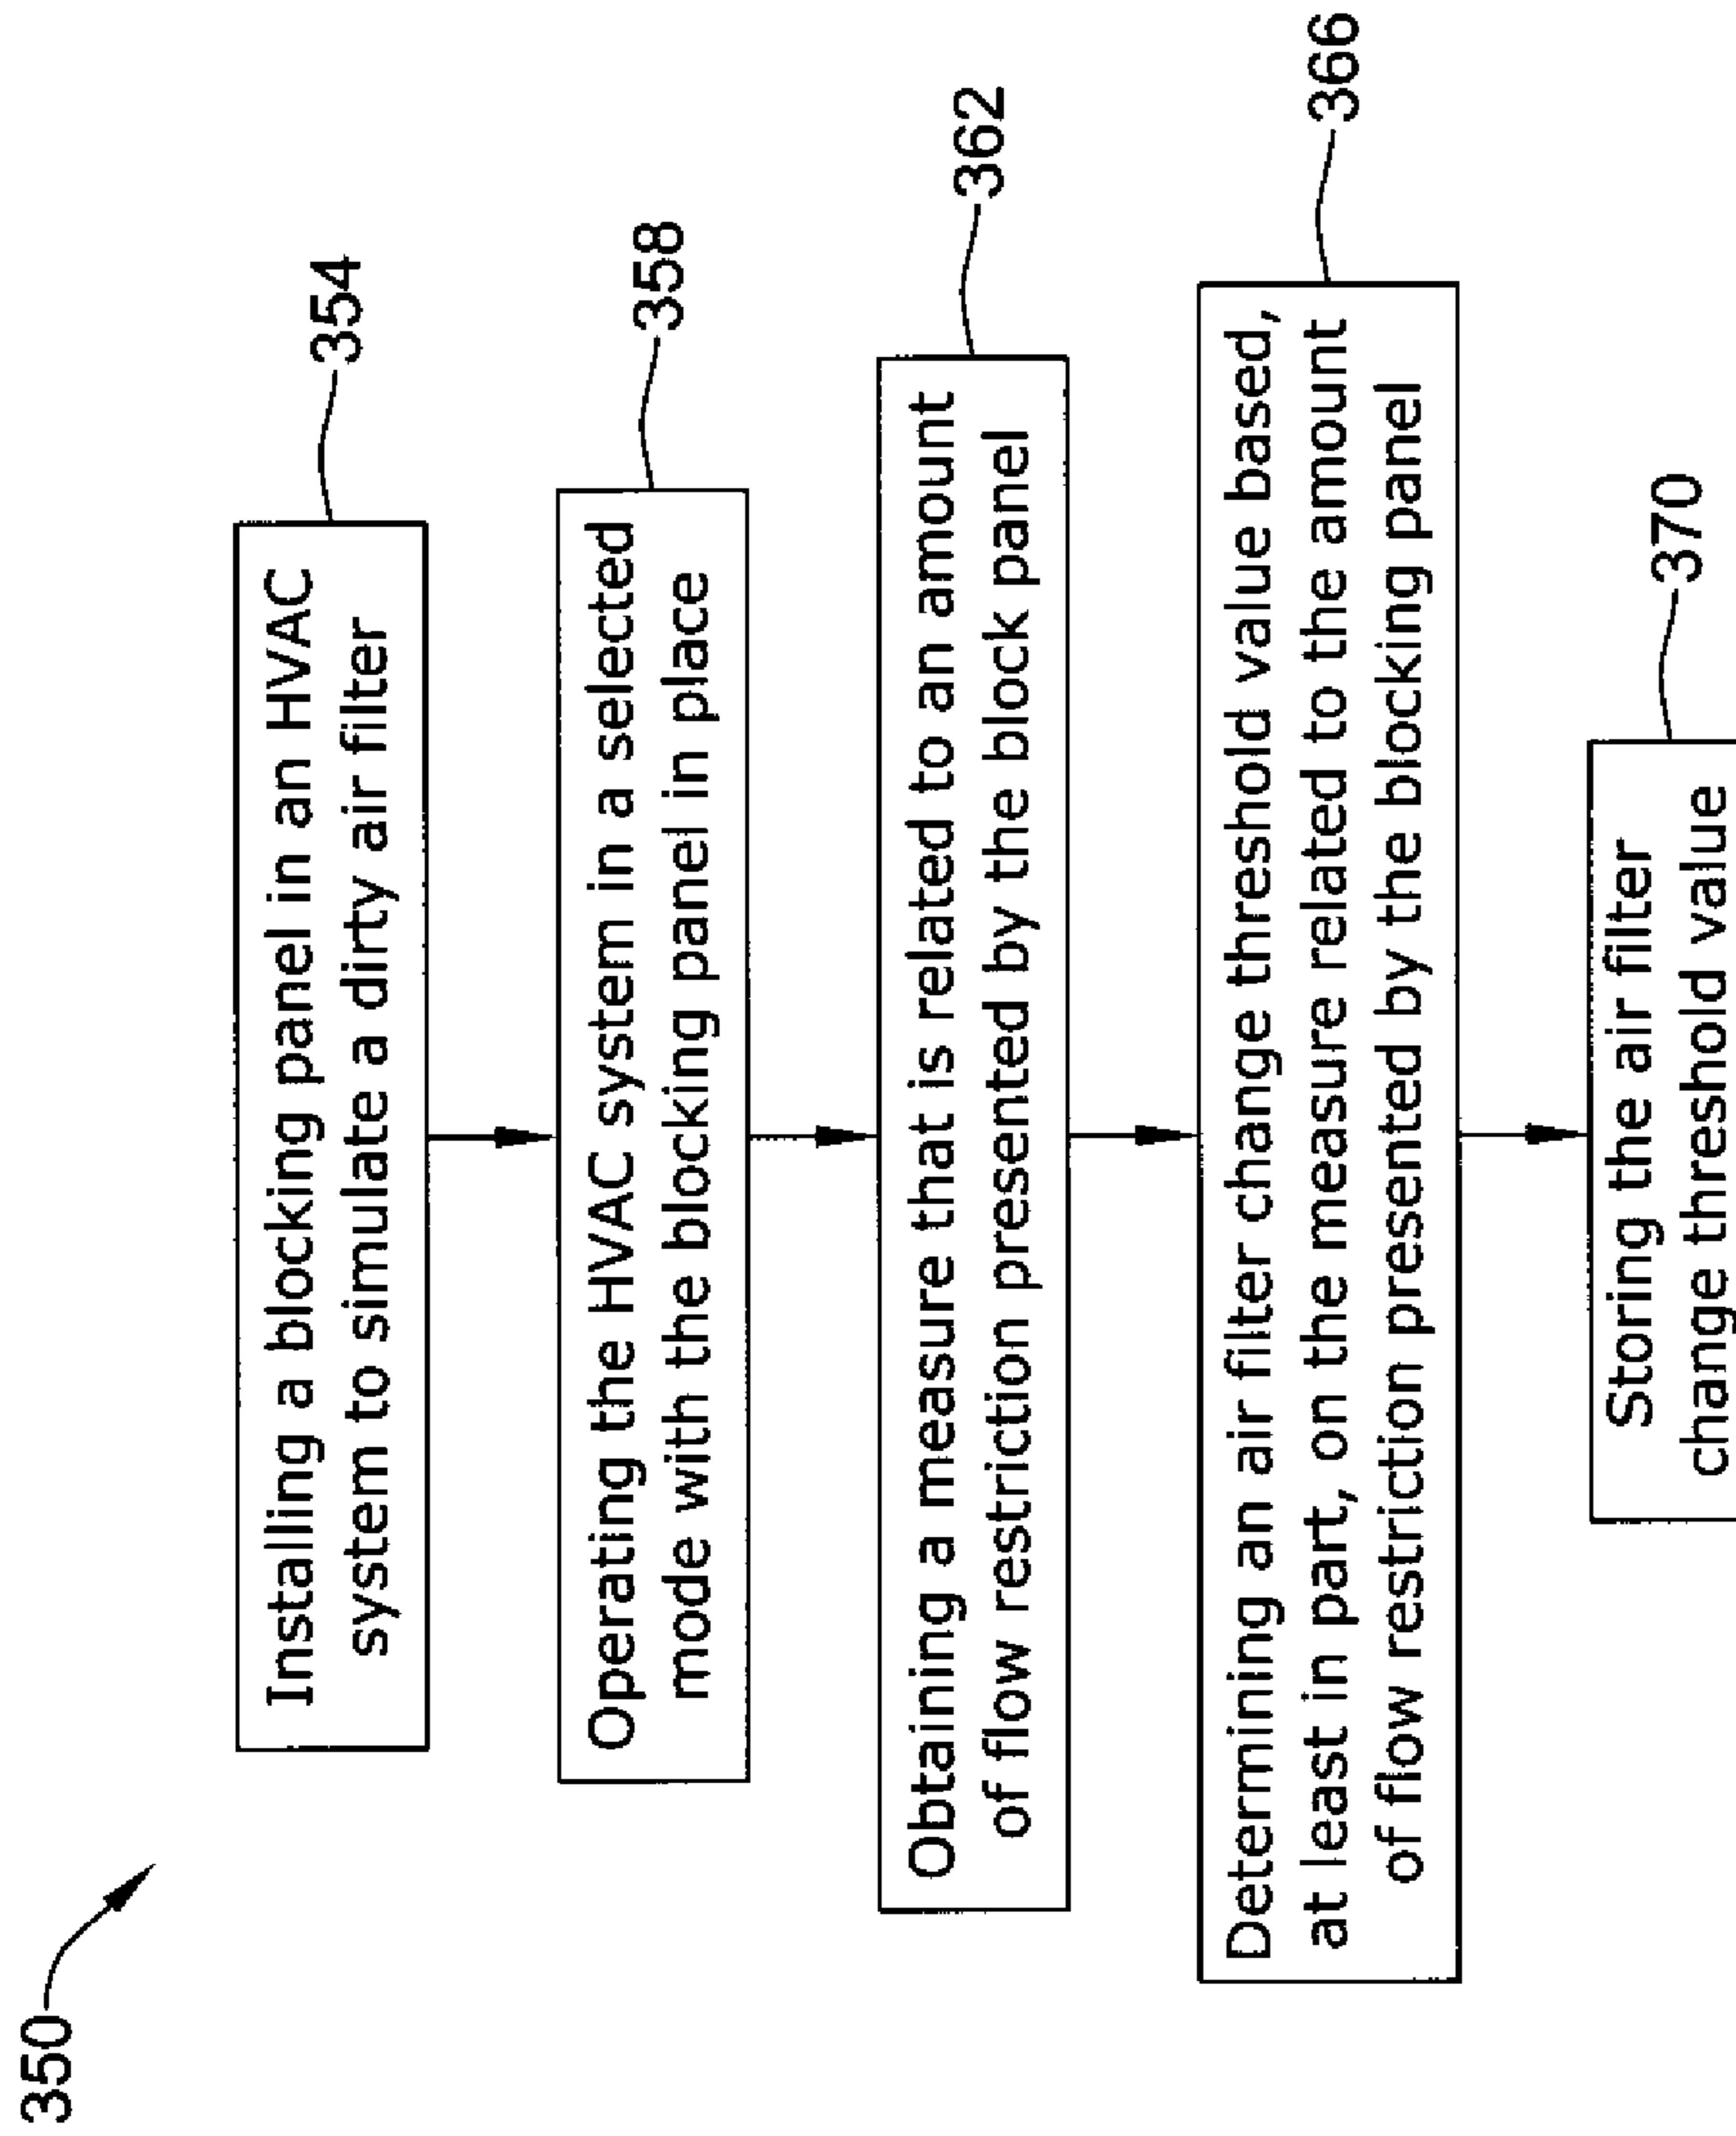 350
Installing a blocking panel in an HVAC
system to simulate a dirty air filter
354
Operating the HVAC system in a selected
mode with the blocking panel in place
358
Obtaining a measure that is related to an amount
of flow restriction presented by the block panel
362
Determining an air filter change threshold value based,
at least in part, on the measure related to the amount
of flow restriction presented by the blocking panel
366
Storing the air filter
change threshold value
370